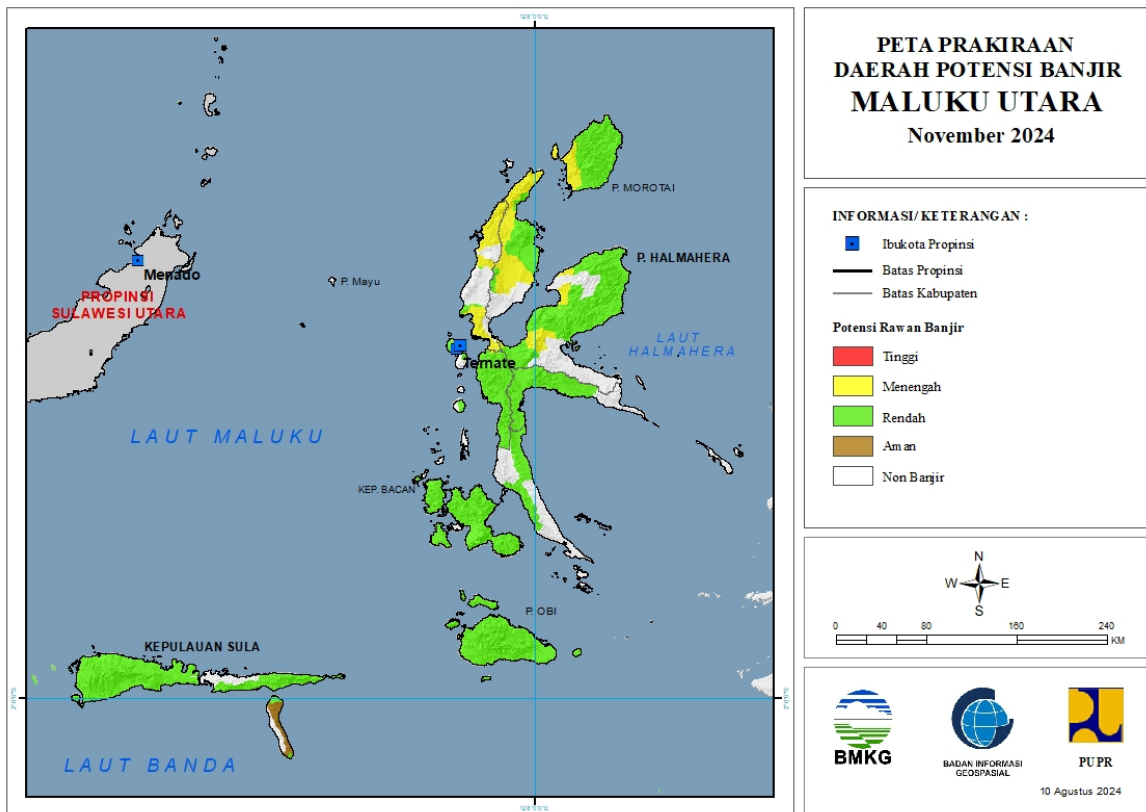 PETA PRAKIRAAN
DAERAH POTENSI BANJIR
MALUKU UTARA
November 2024
INFORMASI/ KETERANGAN :
Ibukota Propinsi
Batas Propinsi
Batas Kabupaten
Potensi Rawan Banjir
Tinggi
Menengah
Rendah
Aman
Non Banjir
N
W E
S
0 40 80 160 240
KM
BMKG
BADAN INFORMASI
GEOSPASIAL
PUPR
10 Agustus 2024
128°0'0"E
P. MOROTAI
P. HALMAHERA
Menado
P. Mayu
PROPINSI
SULAWESI UTARA
LAUT
HALMAHERA
Ternate
LAUT MALUKU
KEP. BACAN
P. OBI
KEPULAUAN SULA
LAUT BANDA